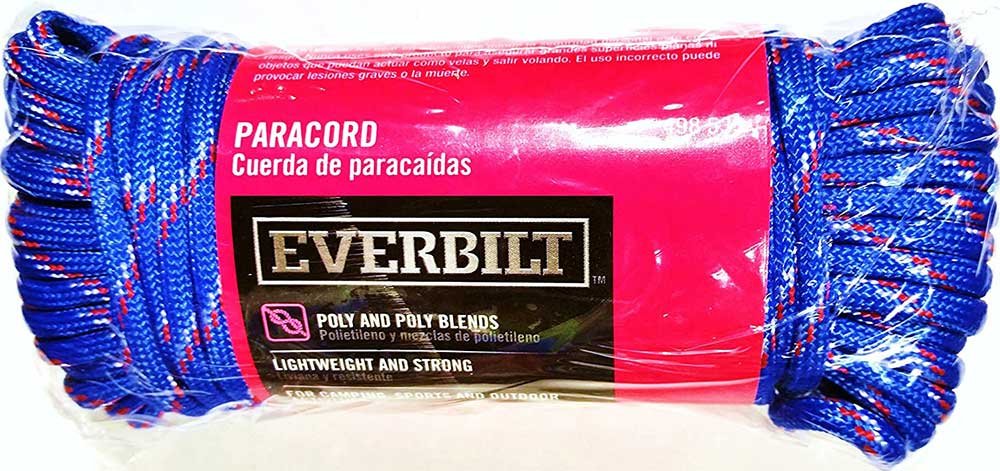 objetos que puedan actuar como velas y salir volando. El uso incorrecto puede
provocar lesiones graves o la muerte.
PARACORD
Cuerda de paracaídas
EVERBILT
TM
POLY AND POLY BLENDS
Polietileno y mezclas de polietileno
LIGHTWEIGHT AND STRONG
Liviana y resistente
FOR CAMPING, SPORTS AND OUTDOOR